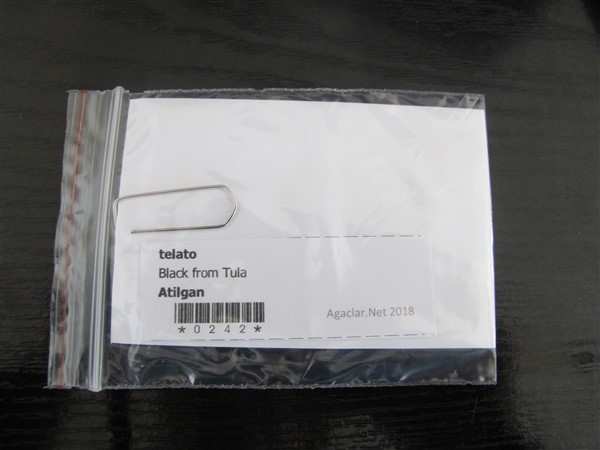 telato
Black from Tula
Atilgan
*0242*
Agaclar.Net 2018